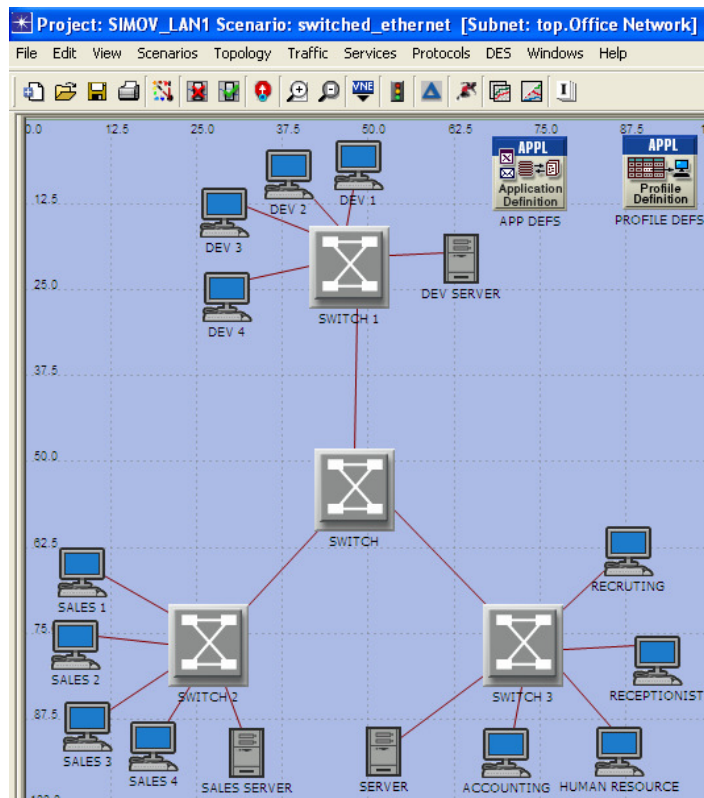 Project: SIMOV_LAN1 Scenario: switched_ethernet [Subnet: top.Office Network]
File Edit View Scenarios Topology Traffic Services Protocols DES Windows Help
VNE
0.0 12.5 25.0 37.5 50.0 62.5 75.0 87.5
APPL
Application
Definition
APP DEFS
APPL
Profiile
Definition
PROFILE DEFS
DEV 1
DEV 2
12.5
DEV 3
25.0
DEV SERVER
SWITCH 1
DEV 4
37.5
50.0
SWITCH
62.5
RECRUTING
SALES 1
75.0
SALES 2
SWITCH 2
SWITCH 3
RECEPTIONIST
87.5
SALES 3
SALES 4
SALES SERVER
SERVER
ACCOUNTING
HUMAN RESOURCE